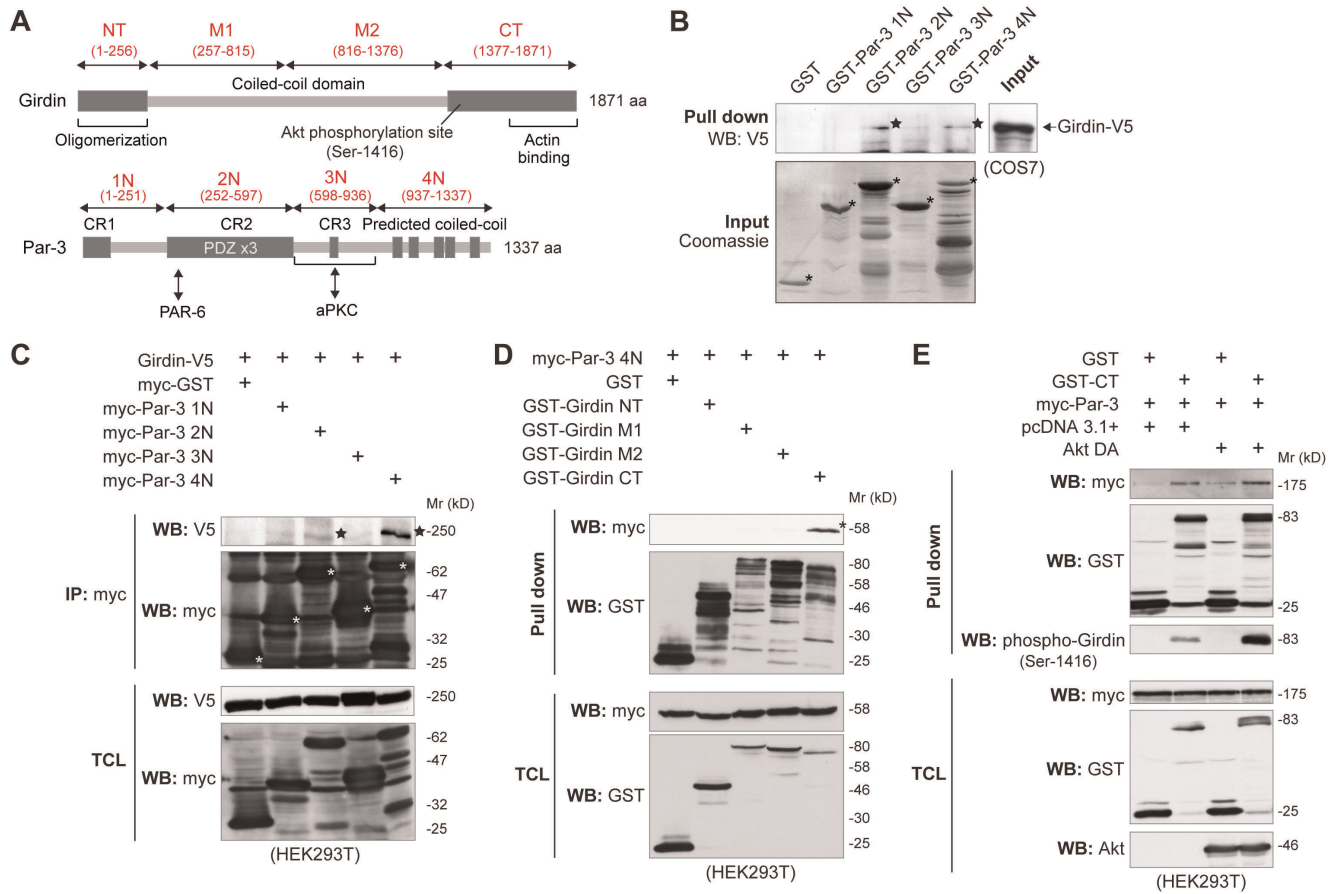 A
NT M1 M2 CT
(1-256) (257-815) (816-1376) (1377-1871)
Coiled-coil domain
Girdin 1871 aa
Oligomerization Akt phosphorylation site (Ser-1416) Actin binding
1N 2N 3N 4N
(1-251) (252-597) (598-936) (937-1337)
CR1 CR2 CR3 Predicted coiled-coil
Par-3 PDZ x3 1337 aa
PAR-6 aPKC
B
GST GST-Par-3 1N GST-Par-3 2N GST-Par-3 3N GST-Par-3 4N Input
Pull down
WB: V5 ★ ★ Girdin-V5
(COS7)
* * * * *
Input
Coomassie
C
Girdin-V5 + + + + +
myc-GST +
myc-Par-3 1N +
myc-Par-3 2N +
myc-Par-3 3N +
myc-Par-3 4N +
Mr (kD)
IP: myc
WB: V5 ★ ★ -250
WB: myc * * * * *
-62
-47
-32
-25
TCL
WB: V5 -250
WB: myc
-62
-47
-32
-25
(HEK293T)
D
myc-Par-3 4N + + + + +
GST +
GST-Girdin NT +
GST-Girdin M1 +
GST-Girdin M2 +
GST-Girdin CT +
Mr (kD)
Pull down
WB: myc * -58
WB: GST
-80
-58
-46
-30
-25
TCL
WB: myc -58
WB: GST
-80
-58
-46
-30
-25
(HEK293T)
E
GST + +
GST-CT + +
myc-Par-3 + + + +
pcDNA 3.1+ + +
Akt DA + +
Mr (kD)
Pull down
WB: myc -175
WB: GST
-83
-25
WB: phospho-Girdin -83
(Ser-1416)
TCL
WB: myc -175
WB: GST
-83
-25
WB: Akt -46
(HEK293T)